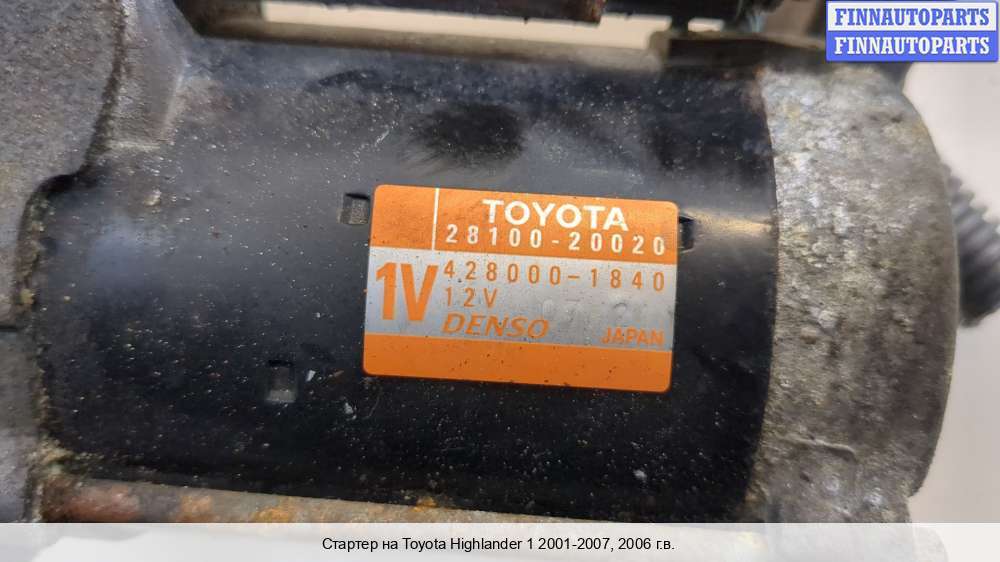 FINNAUTOPARTS
FINNAUTOPARTS
TOYOTA
28100-20020
1V
428000-1840
12V
DENSO
JAPAN
Стартер на Toyota Highlander 1 2001-2007, 2006 г.в.